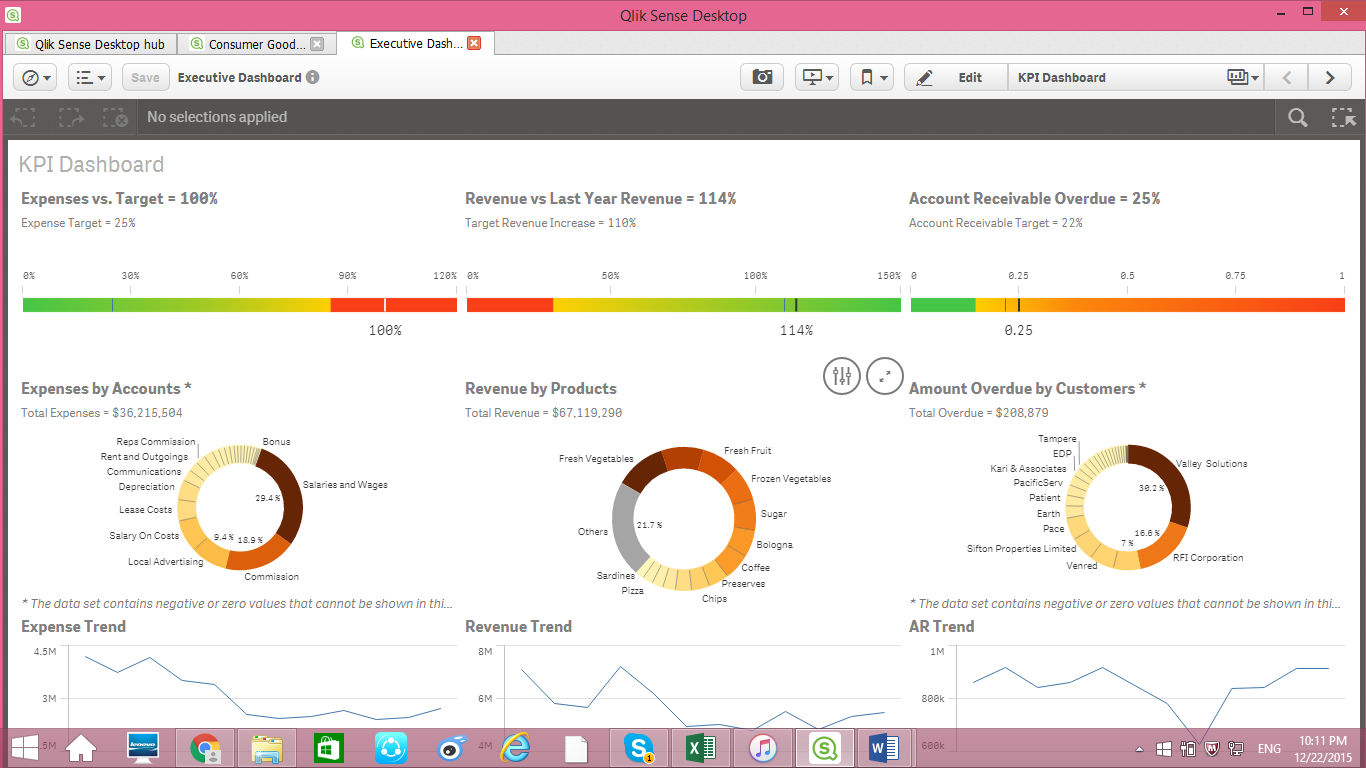 Qlik Sense Desktop
Qlik Sense Desktop hub
Consumer Good...
Executive Dash...
Save
Executive Dashboard
Edit
KPI Dashboard
No selections applied
KPI Dashboard
Expenses vs. Target = 100%
Expense Target = 25%
0% 30% 60% 90% 120%
100%
Revenue vs Last Year Revenue = 114%
Target Revenue Increase = 110%
0% 50% 100% 150%
114%
Account Receivable Overdue = 25%
Account Receivable Target = 22%
0 0.25 0.5 0.75 1
0.25
Expenses by Accounts *
Total Expenses = $36,215,504
Reps Commission
Bonus
Rent and Outgoings
Communications
Depreciation
Salaries and Wages
29.4 %
Lease Costs
Salary On Costs
9.4 % 18.9 %
Local Advertising
Commission
* The data set contains negative or zero values that cannot be shown in thi...
Revenue by Products
Total Revenue = $67,119,290
Fresh Fruit
Fresh Vegetables
Frozen Vegetables
Sugar
21.7 %
Others
Bologna
Coffee
Sardines
Preserves
Pizza
Chips
Amount Overdue by Customers *
Total Overdue = $208,879
Tampere
EDP
Valley Solutions
Kari & Associates
PacificServ
30.2 %
Patient
Earth
Pace
16.6 %
7 %
Sifton Properties Limited
RFI Corporation
Venred
* The data set contains negative or zero values that cannot be shown in thi...
Expense Trend
4.5M
3M
.5M
Revenue Trend
8M
6M
4M
AR Trend
1M
800k
600k
lenovo
1
ENG
10:11 PM
12/22/2015